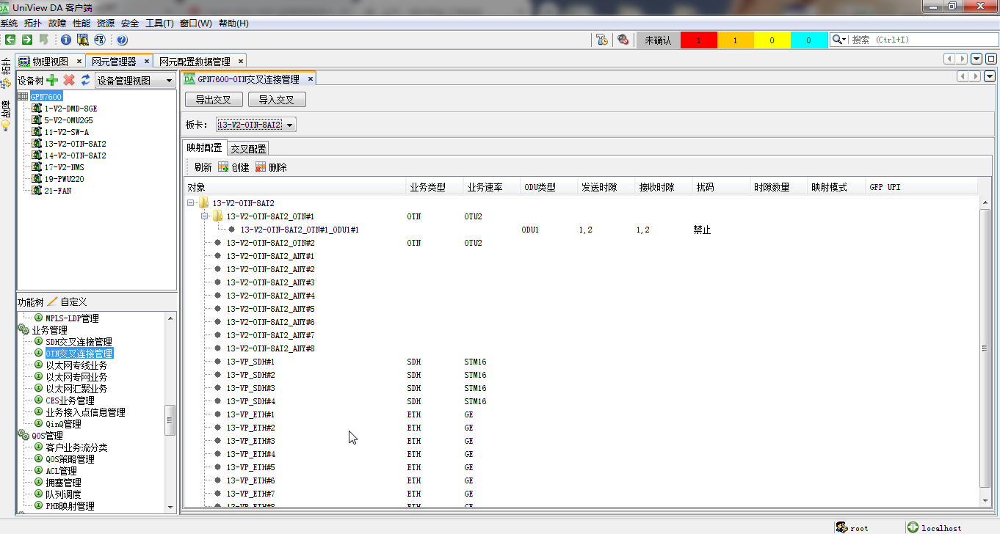 UniView DA 客户端
系统 拓扑 故障 性能 资源 安全 工具(T) 窗口(W) 帮助(H)
未确认 1 1 0 0 搜索 (Ctrl+I)
拓扑
故障
物理视图 × 网元管理器 × 网元配置数据管理 ×
设备树 设备管理视图
GPN7600
1-V2-DMD-8GE
5-V2-OMU2G5
11-V2-SW-A
13-V2-OTN-8AT2
14-V2-OTN-8AT2
17-V2-NMS
19-PWU220
21-FAN
功能树 自定义
MPLS-LDP管理
业务管理
SDH交叉连接管理
OTN交叉连接管理
以太网专线业务
以太网专网业务
以太网汇聚业务
CES业务管理
业务接入点信息管理
QinQ管理
QOS管理
客户业务流分类
QOS策略管理
ACL管理
拥塞管理
队列调度
PHB映射管理
DA GPN7600-OTN交叉连接管理 ×
导出交叉 导入交叉
板卡: 13-V2-OTN-8AT2
映射配置 交叉配置
刷新 创建 删除
对象 业务类型 业务速率 ODU类型 发送时隙 接收时隙 扰码 时隙数量 映射模式 GFP UPI
13-V2-OTN-8AT2
13-V2-OTN-8AT2_OTN#1 OTN OTU2
13-V2-OTN-8AT2_OTN#1_ODU1#1 ODU1 1,2 1,2 禁止
13-V2-OTN-8AT2_OTN#2 OTN OTU2
13-V2-OTN-8AT2_ANY#1
13-V2-OTN-8AT2_ANY#2
13-V2-OTN-8AT2_ANY#3
13-V2-OTN-8AT2_ANY#4
13-V2-OTN-8AT2_ANY#5
13-V2-OTN-8AT2_ANY#6
13-V2-OTN-8AT2_ANY#7
13-V2-OTN-8AT2_ANY#8
13-VP_SDH#1 SDH STM16
13-VP_SDH#2 SDH STM16
13-VP_SDH#3 SDH STM16
13-VP_SDH#4 SDH STM16
13-VP_ETH#1 ETH GE
13-VP_ETH#2 ETH GE
13-VP_ETH#3 ETH GE
13-VP_ETH#4 ETH GE
13-VP_ETH#5 ETH GE
13-VP_ETH#6 ETH GE
13-VP_ETH#7 ETH GE
13-VP_ETH#8 ETH GE
root localhost